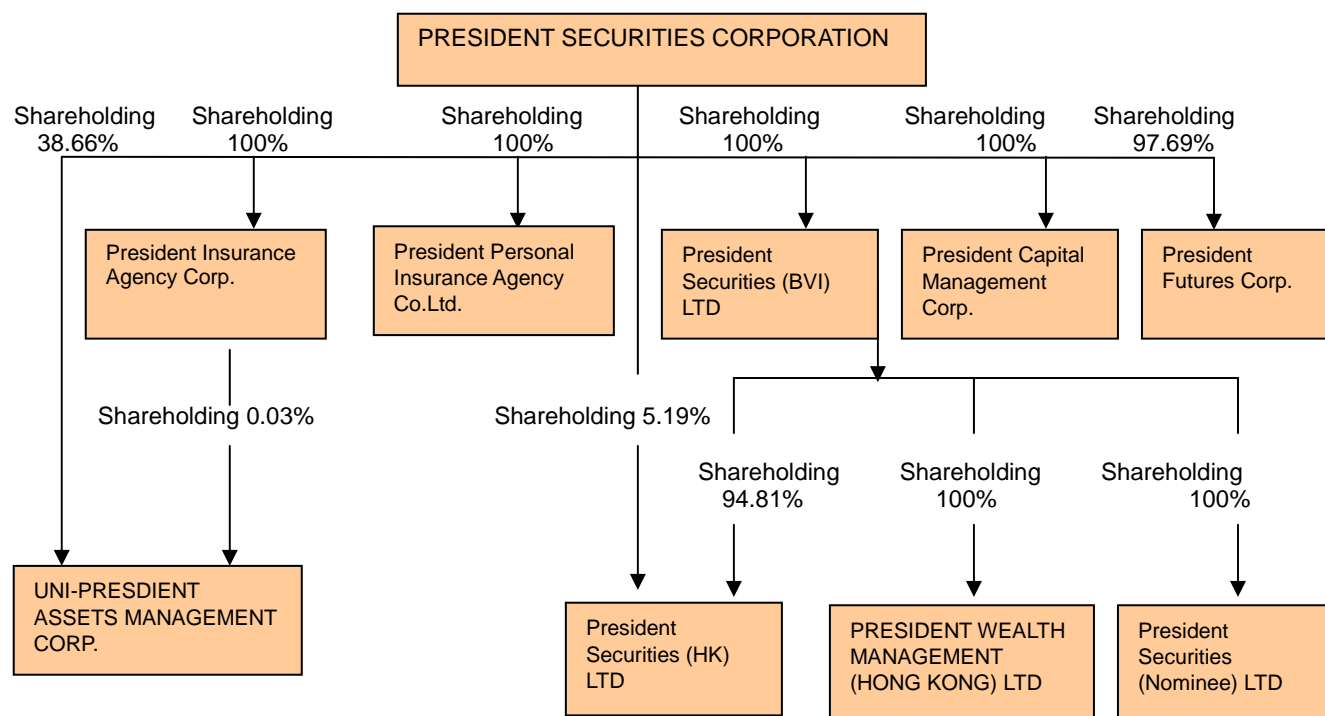 PRESIDENT SECURITIES CORPORATION
Shareholding
38.66%
Shareholding
100%
Shareholding
100%
Shareholding
100%
Shareholding
100%
Shareholding
97.69%
President Insurance
Agency Corp.
President Personal
Insurance Agency
Co.Ltd.
President
Securities (BVI)
LTD
President Capital
Management
Corp.
President
Futures Corp.
Shareholding 0.03%
Shareholding 5.19%
Shareholding
94.81%
Shareholding
100%
Shareholding
100%
UNI-PRESDIENT
ASSETS MANAGEMENT
CORP.
President
Securities (HK)
LTD
PRESIDENT WEALTH
MANAGEMENT
(HONG KONG) LTD
President
Securities
(Nominee) LTD